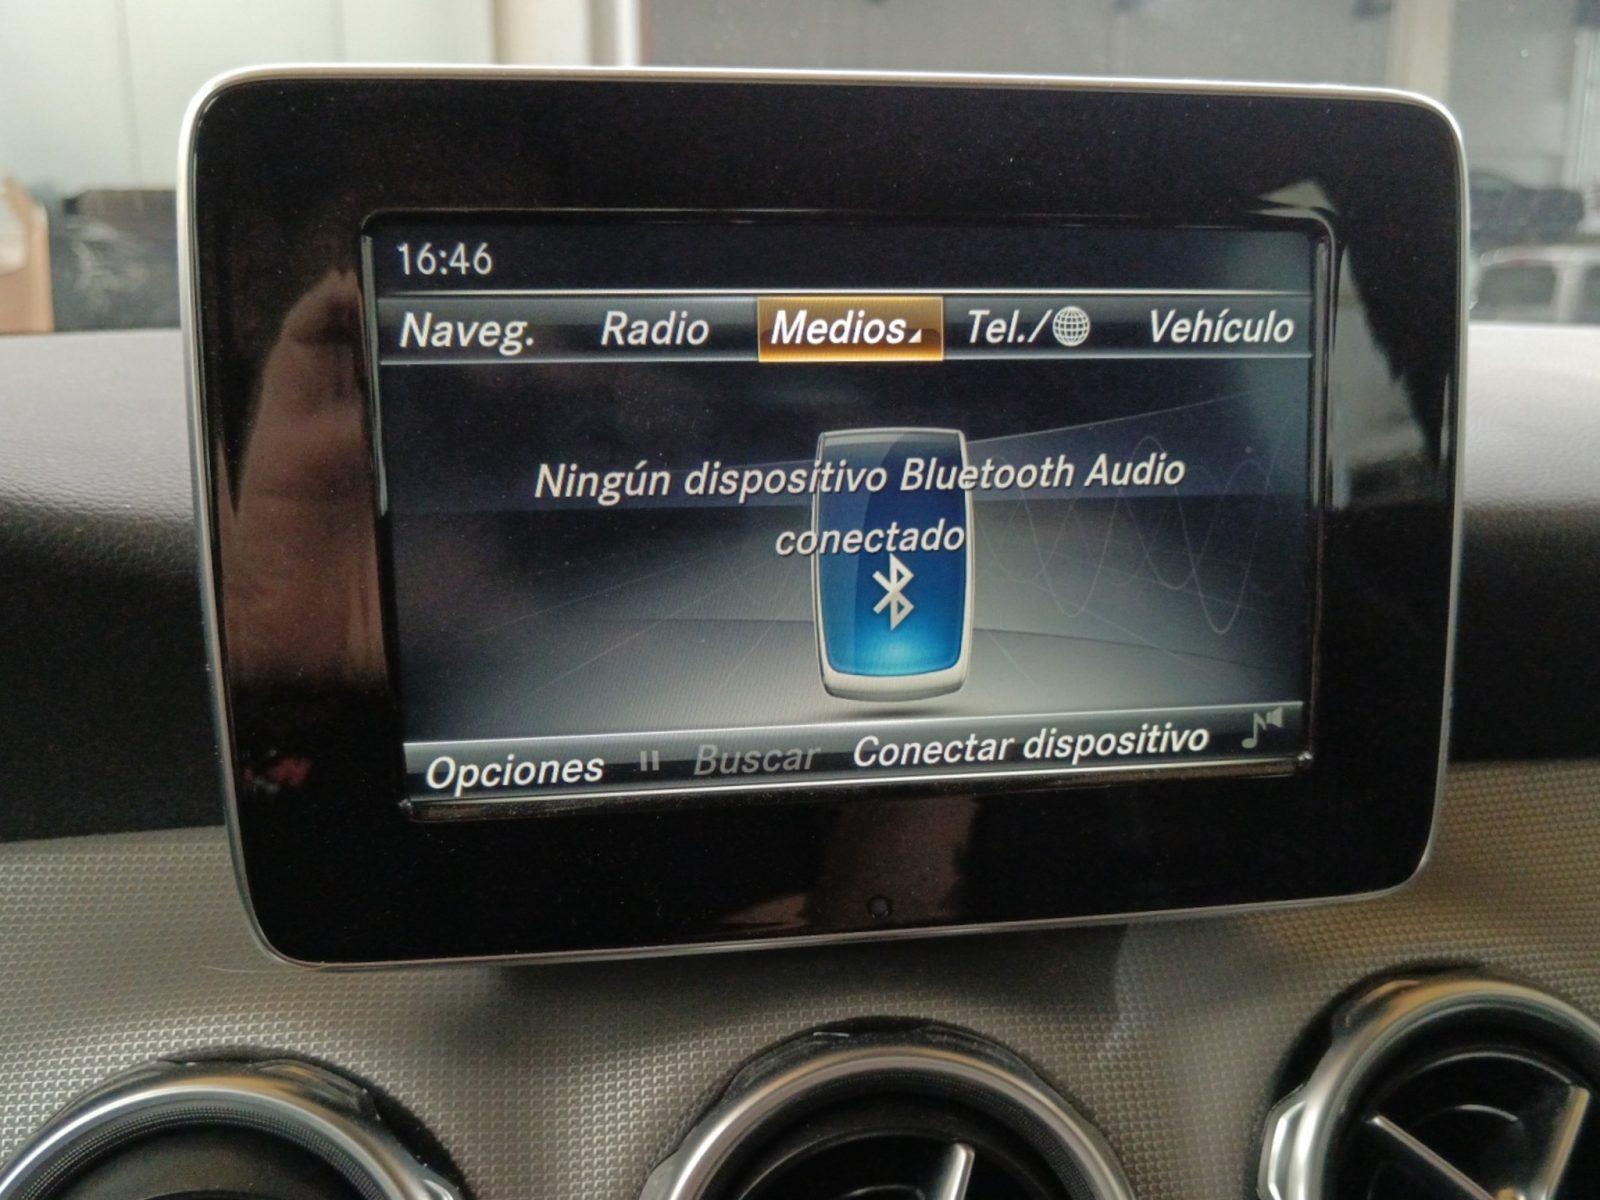 16:46
Naveg. Radio Medios Tel./ Vehículo
Ningún dispositivo Bluetooth Audio
conectado
Opciones Buscar Conectar dispositivo